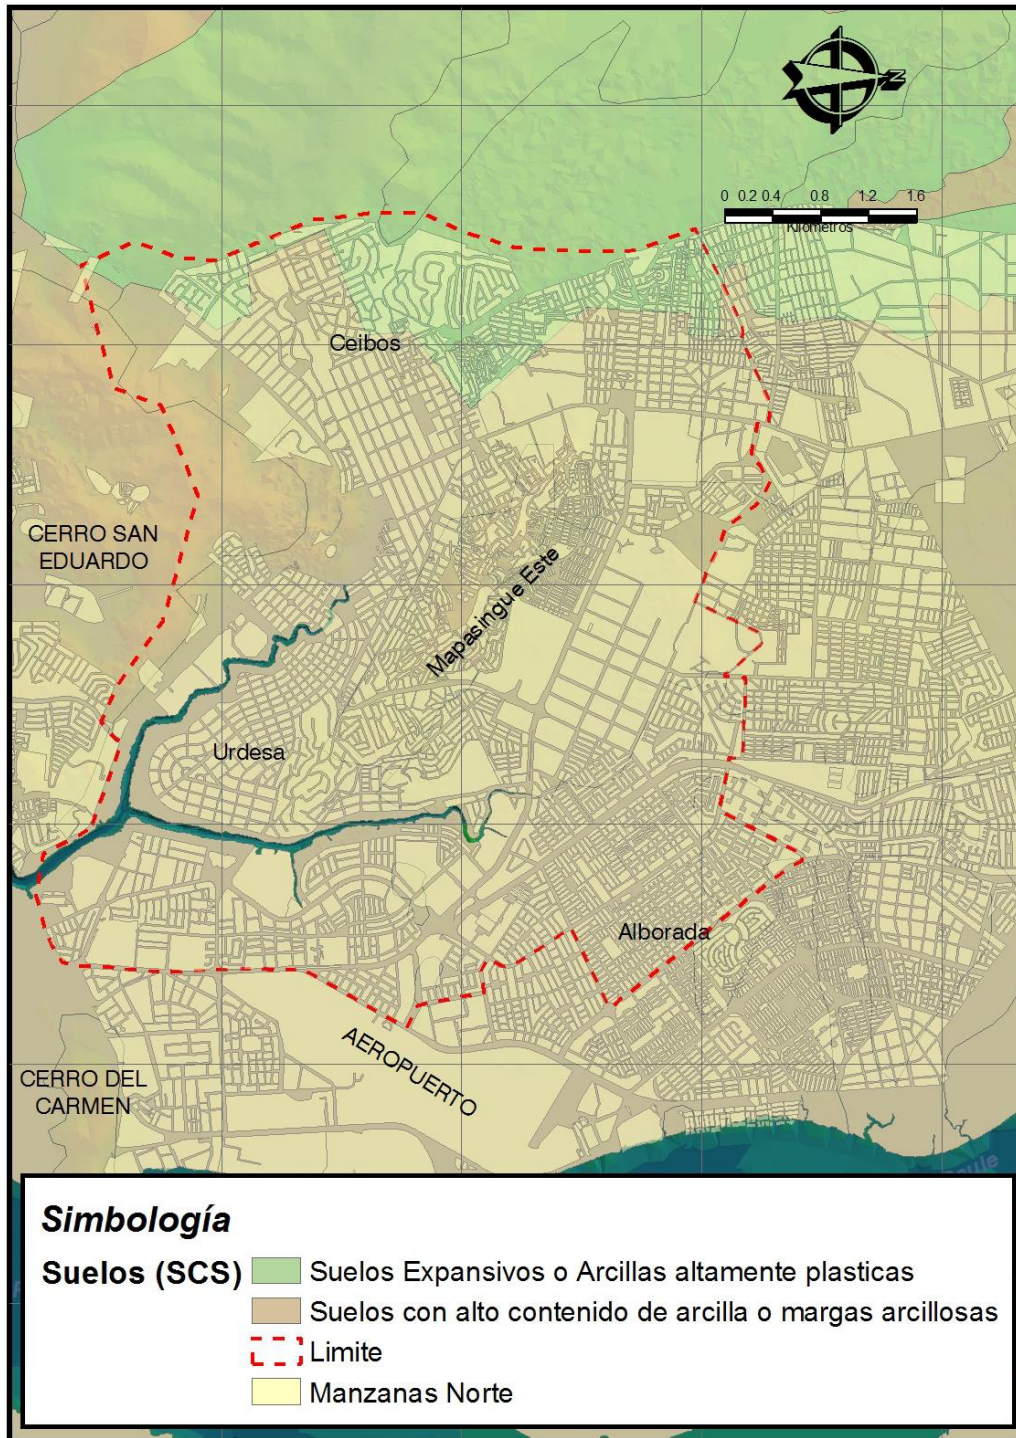 N
0 0.2 0.4 0.8 1.2 1.6
Kilometros
Ceibos
CERRO SAN
EDUARDO
Mapasingue Este
Urdesa
Alborada
AEROPUERTO
CERRO DEL
CARMEN
Simbología
Suelos (SCS)
Suelos Expansivos o Arcillas altamente plasticas
Suelos con alto contenido de arcilla o margas arcillosas
Limite
Manzanas Norte